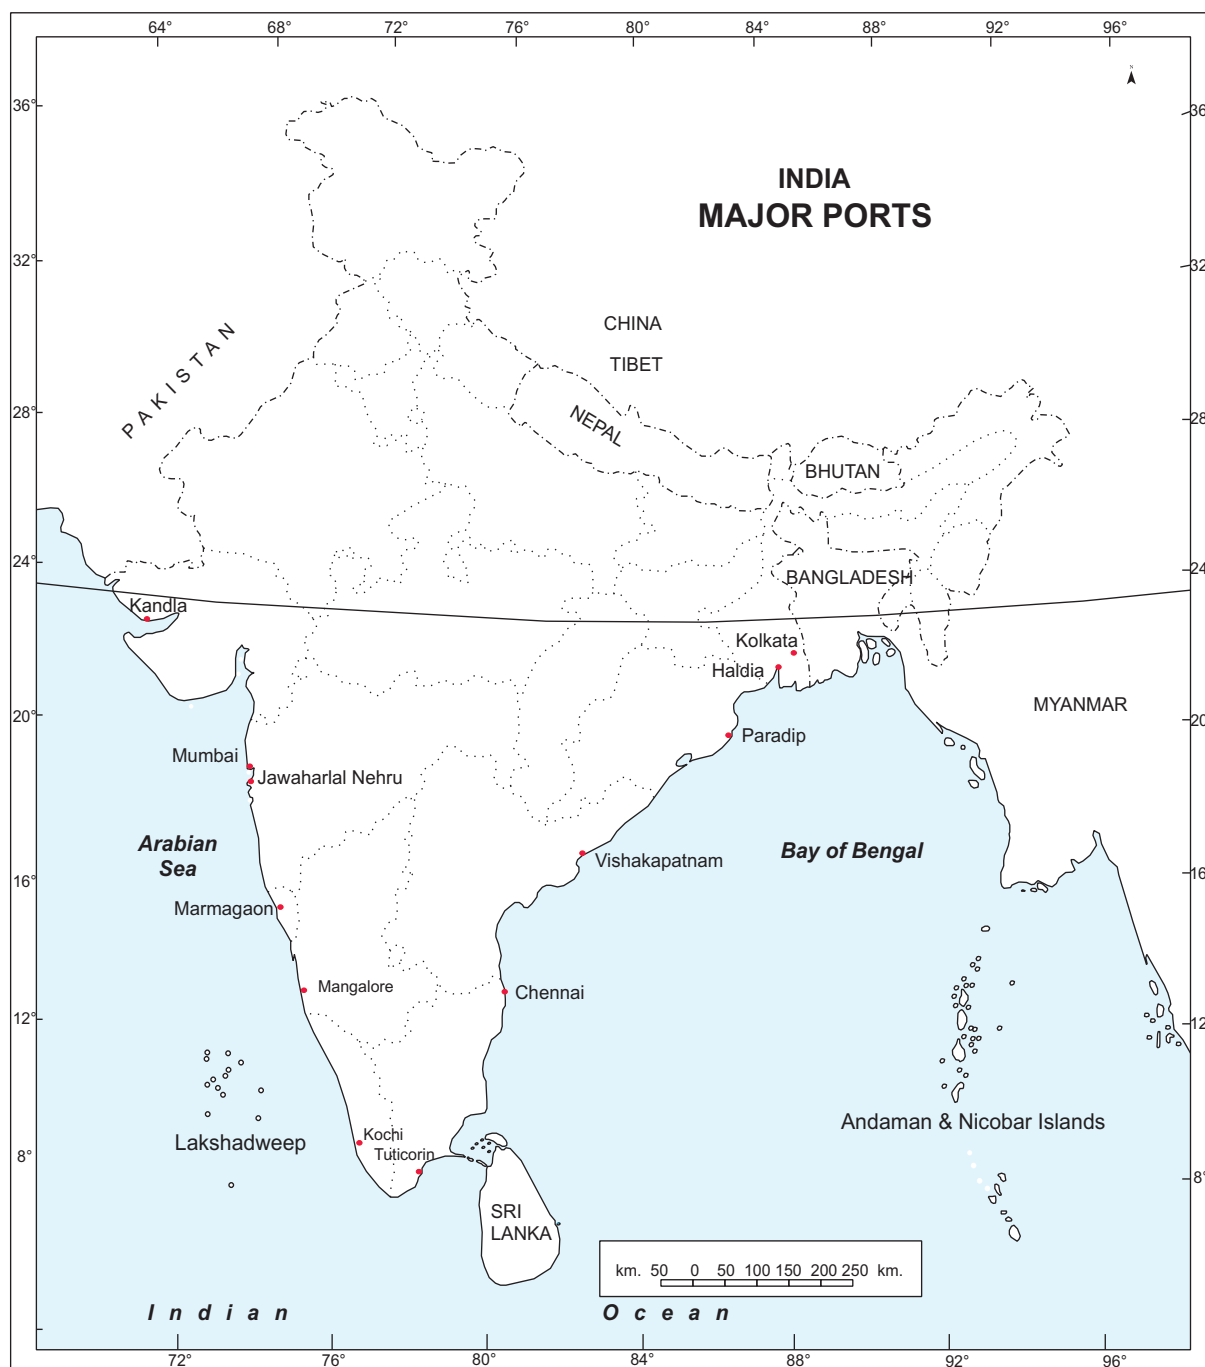 64° 68° 72° 76° 80° 84° 88° 92° 96°
N
36°
36
INDIA
MAJOR PORTS
32°
32
CHINA
PAKISTAN
TIBET
28°
NEPAL
28
BHUTAN
24°
BANGLADESH
24
Kandla
Kolkata
Haldia
MYANMAR
20°
20
Paradip
Mumbai
Jawaharlal Nehru
Arabian
Sea
Bay of Bengal
Vishakapatnam
16°
16
Marmagaon
Mangalore
Chennai
12°
12
Andaman & Nicobar Islands
Kochi
Lakshadweep
Tuticorin
8°
8°
SRI
LANKA
km. 50 0 50 100 150 200 250 km.
Indian Ocean
72° 76° 80° 84° 88° 92° 96°